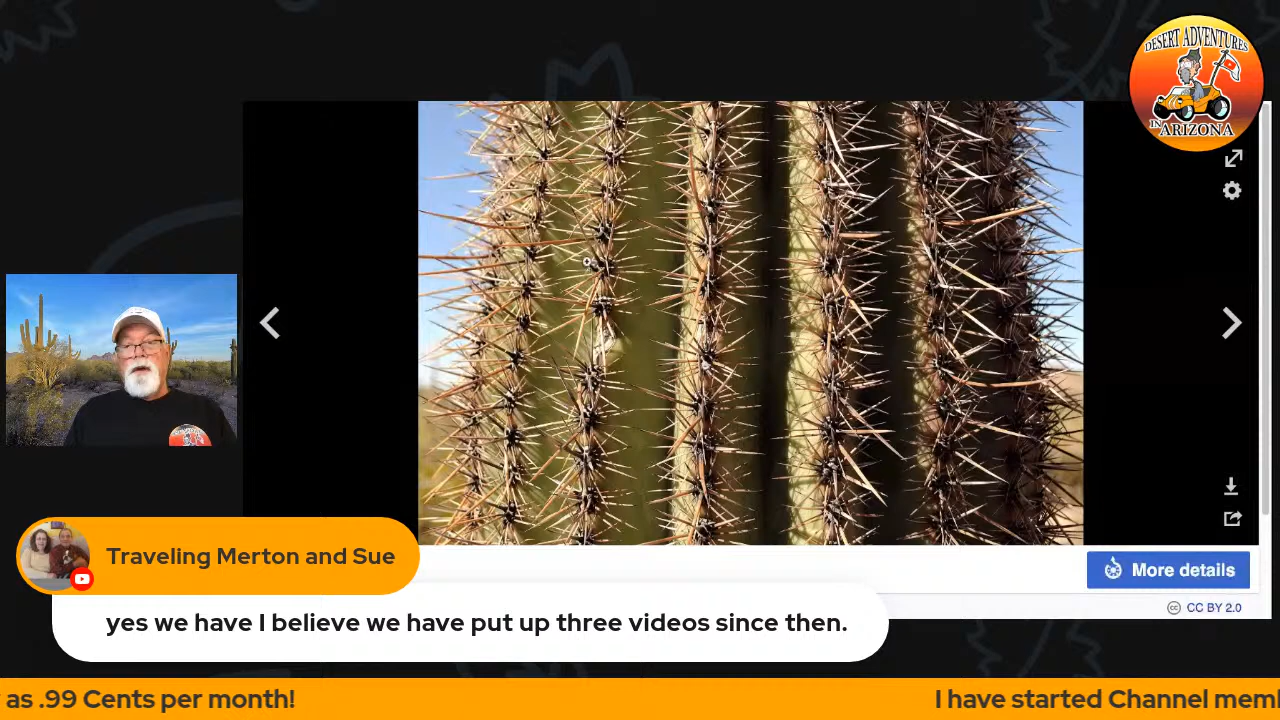 DESERT ADVENTURES
IN ARIZONA
Traveling Merton and Sue
yes we have I believe we have put up three videos since then.
More details
CC BY 2.0
as .99 Cents per month!
I have started Channel